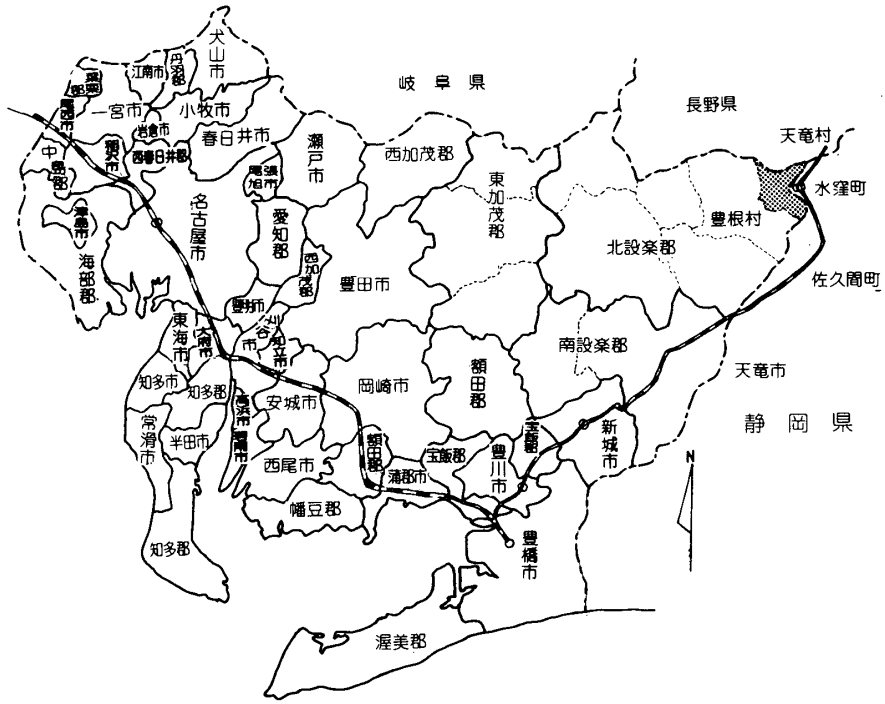 岐阜県
長野県
静岡県
天竜村
水窪町
佐久間町
天竜市
犬山市
丹羽郡
江南市
葉栗郡
尾西市
一宮市
小牧市
岩倉市
春日井市
稲沢市
西春日井郡
中島郡
瀬戸市
尾張旭市
西加茂郡
東加茂郡
北設楽郡
豊根村
名古屋市
愛知郡
西加茂郡
豊田市
津島市
海部郡
東海市
大府市
刈谷市
知立市
知多市
知多郡
高浜市
安城市
岡崎市
額田郡
南設楽郡
新城市
常滑市
半田市
西尾市
額田郡
蒲郡市
宝飯郡
豊川市
宝飯郡
幡豆郡
知多郡
豊橋市
渥美郡
N